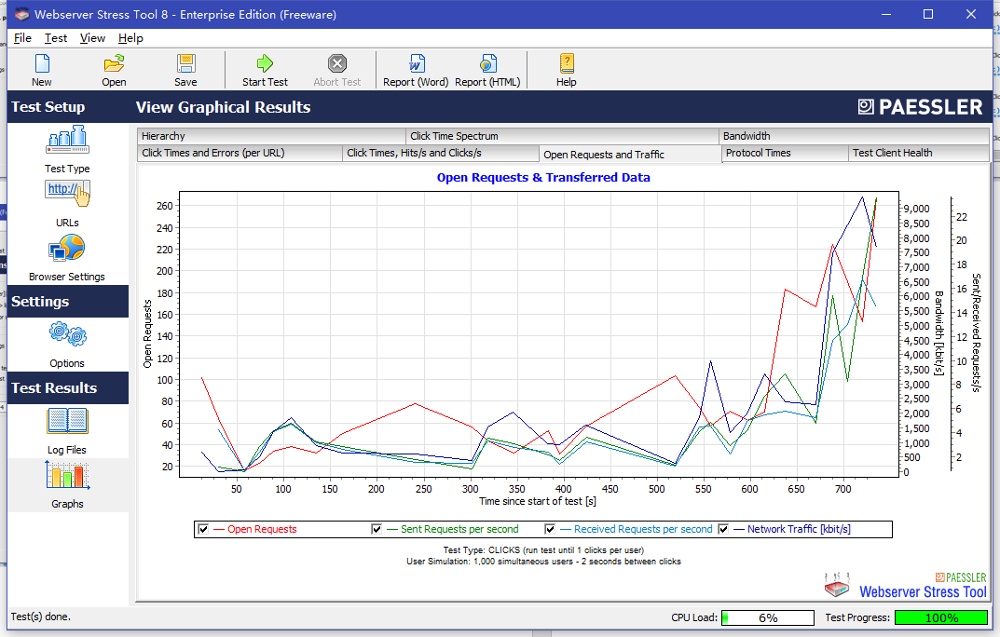 Webserver Stress Tool 8 - Enterprise Edition (Freeware)
File Test View Help
New Open Save Start Test Abort Test Report (Word) Report (HTML) Help
Test Setup
View Graphical Results
PAESSLER
Hierarchy Click Time Spectrum Bandwidth
Click Times and Errors (per URL) Click Times, Hits/s and Clicks/s Open Requests and Traffic Protocol Times Test Client Health
Test Type
http://
URLs
Browser Settings
Settings
Options
Test Results
Log Files
Graphs
Open Requests & Transferred Data
Open Requests
260
240
220
200
180
160
140
120
100
80
60
40
20
9,000
8,500
8,000
7,500
7,000
6,500
6,000
5,500
5,000
4,500
4,000
3,500
3,000
2,500
2,000
1,500
1,000
500
0
Bandwidth [kbit/s]
22
20
18
16
14
12
10
8
6
4
2
Sent/Received Requests/s
50 100 150 200 250 300 350 400 450 500 550 600 650 700
Time since start of test [s]
Open Requests Sent Requests per second Received Requests per second Network Traffic [kbit/s]
Test Type: CLICKS (run test until 1 clicks per user)
User Simulation: 1,000 simultaneous users - 2 seconds between clicks
PAESSLER
Webserver Stress Tool
Test(s) done.
CPU Load: 6% Test Progress: 100%